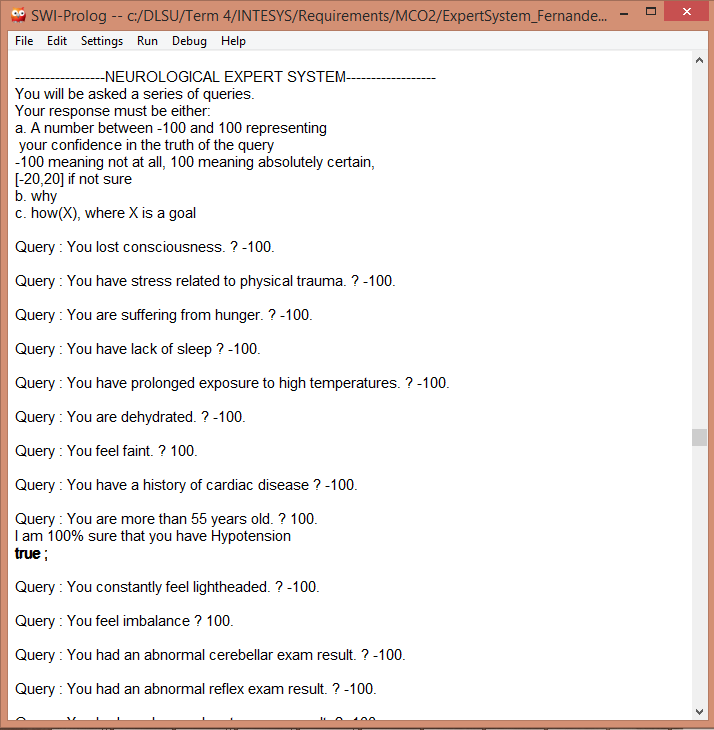 SWI-Prolog -- c:/DLSU/Term 4/INTESYS/Requirements/MCO2/ExpertSystem_Fernande...
File Edit Settings Run Debug Help
------------------NEUROLOGICAL EXPERT SYSTEM------------------
You will be asked a series of queries.
Your response must be either:
a. A number between -100 and 100 representing
your confidence in the truth of the query
-100 meaning not at all, 100 meaning absolutely certain,
[-20,20] if not sure
b. why
c. how(X), where X is a goal
Query : You lost consciousness. ? -100.
Query : You have stress related to physical trauma. ? -100.
Query : You are suffering from hunger. ? -100.
Query : You have lack of sleep ? -100.
Query : You have prolonged exposure to high temperatures. ? -100.
Query : You are dehydrated. ? -100.
Query : You feel faint. ? 100.
Query : You have a history of cardiac disease ? -100.
Query : You are more than 55 years old. ? 100.
I am 100% sure that you have Hypotension
true ;
Query : You constantly feel lightheaded. ? -100.
Query : You feel imbalance ? 100.
Query : You had an abnormal cerebellar exam result. ? -100.
Query : You had an abnormal reflex exam result. ? -100.